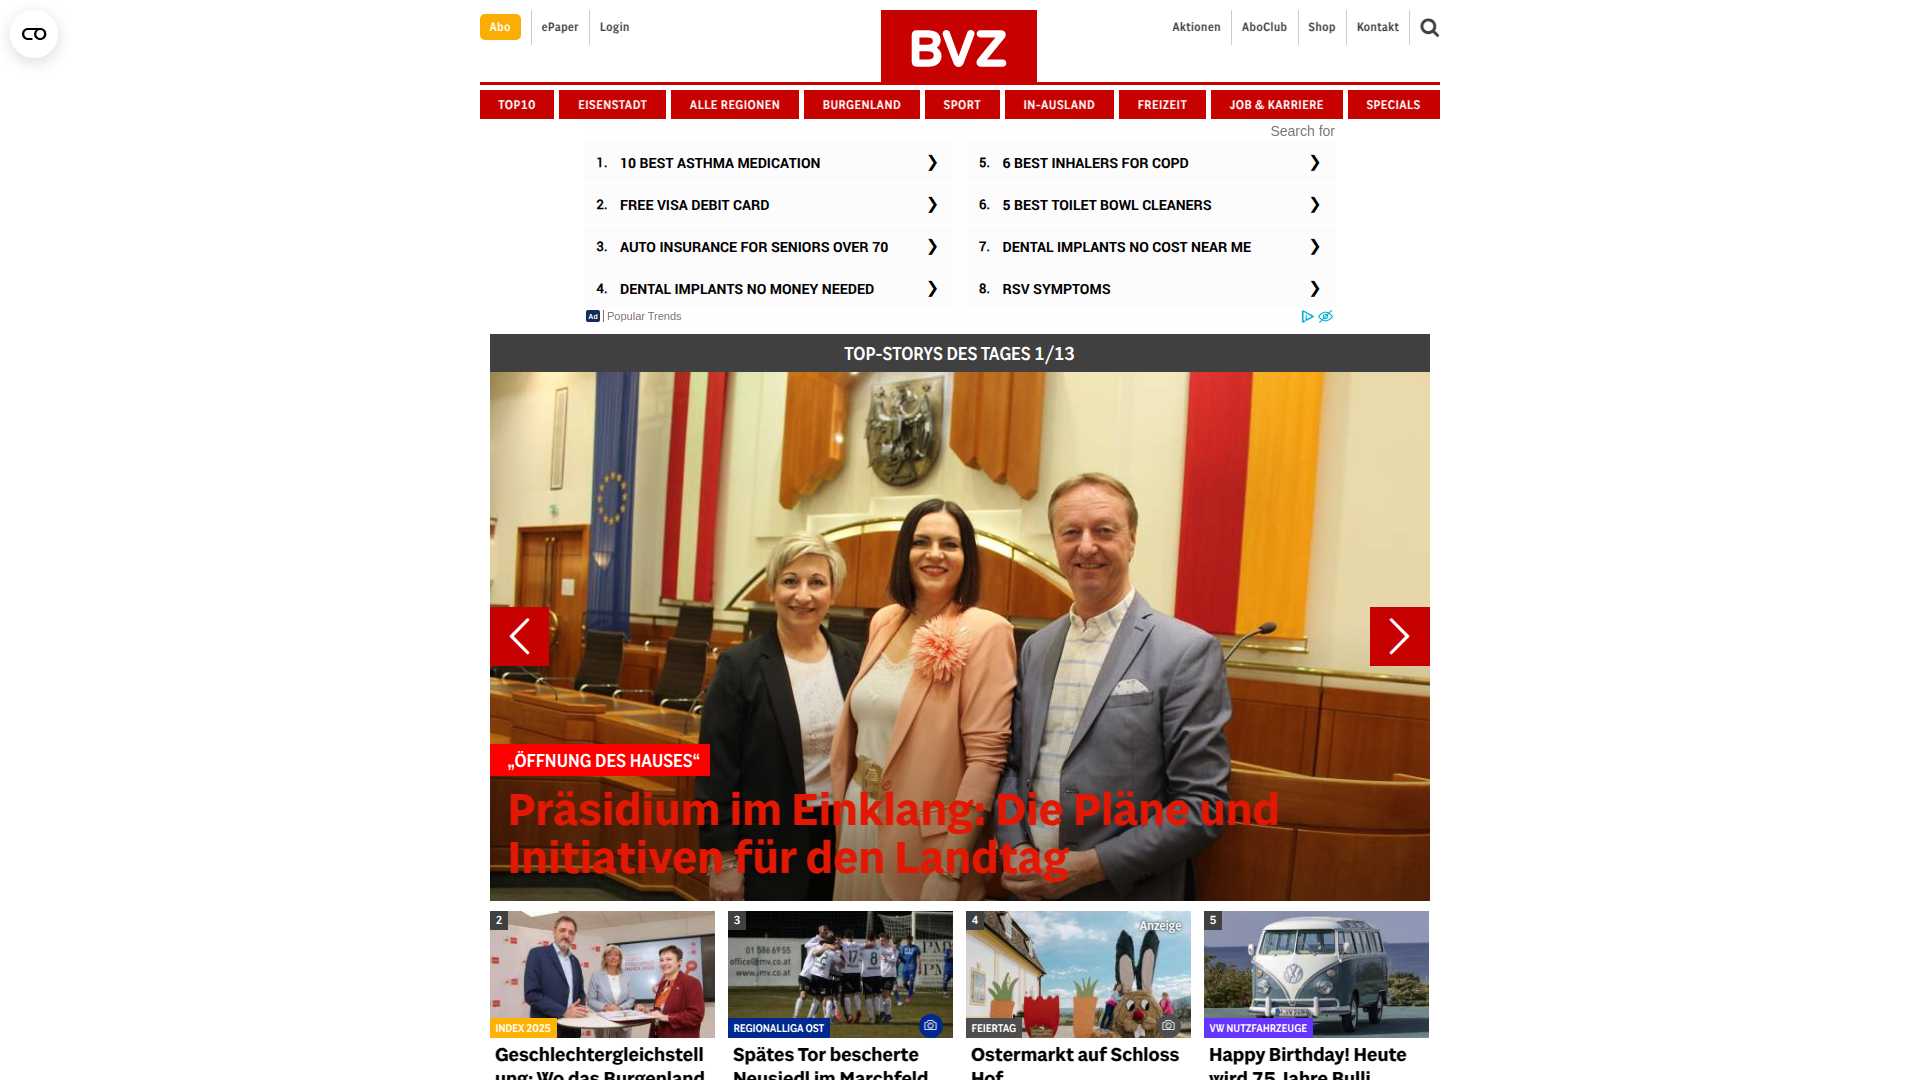 Abo
ePaper
Login
BVZ
Aktionen
AboClub
Shop
Kontakt
TOP10
EISENSTADT
ALLE REGIONEN
BURGENLAND
SPORT
IN-AUSLAND
FREIZEIT
JOB & KARRIERE
SPECIALS
Search for
1. 10 BEST ASTHMA MEDICATION
2. FREE VISA DEBIT CARD
3. AUTO INSURANCE FOR SENIORS OVER 70
4. DENTAL IMPLANTS NO MONEY NEEDED
5. 6 BEST INHALERS FOR COPD
6. 5 BEST TOILET BOWL CLEANERS
7. DENTAL IMPLANTS NO COST NEAR ME
8. RSV SYMPTOMS
Ad | Popular Trends
TOP-STORYS DES TAGES 1/13
„ÖFFNUNG DES HAUSES“
Präsidium im Einklang: Die Pläne und
Initiativen für den Landtag
2
INDEX 2025
Geschlechtergleichstell
ung: Wo das Burgenland
3
01 586 69 55
office@jmv.co.at
www.jmv.co.at
REGIONALLIGA OST
Spätes Tor bescherte
Neusiedl im Marchfeld
4
Anzeige
FEIERTAG
Ostermarkt auf Schloss
Hof
5
VW NUTZFAHRZEUGE
Happy Birthday! Heute
wird 75 Jahre Bulli